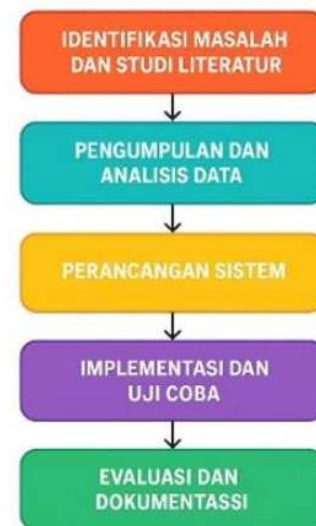 IDENTIFIKASI MASALAH
DAN STUDI LITERATUR
PENGUMPULAN DAN
ANALISIS DATA
PERANCANGAN SISTEM
IMPLEMENTASI DAN
UJI COBA
EVALUASI DAN
DOKUMENTASSI